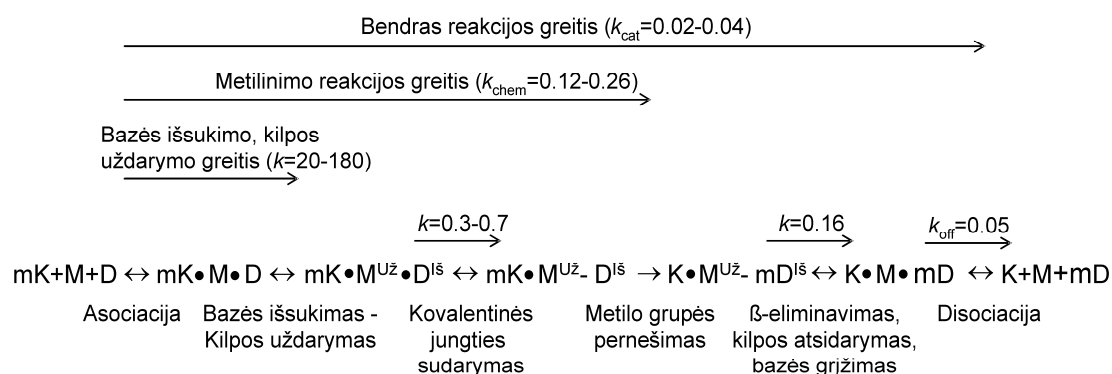 Bendras reakcijos greitis (kcat=0.02-0.04)
Metilinimo reakcijos greitis (kchem=0.12-0.26)
Bazės išsukimo, kilpos
uždarymo greitis (k=20-180)
k=0.3-0.7
k=0.16
koff=0.05
mK+M+D ↔ mK•M•D ↔ mK•MUž•DIš ↔ mK•MUž- DIš → K•MUž- mDIš ↔ K•M•mD ↔ K+M+mD
Asociacija
Bazės išsukimas -
Kilpos uždarymas
Kovalentinės
jungties
sudarymas
Metilo grupės
pernešimas
ß-eliminavimas,
kilpos atsidarymas,
bazės grįžimas
Disociacija